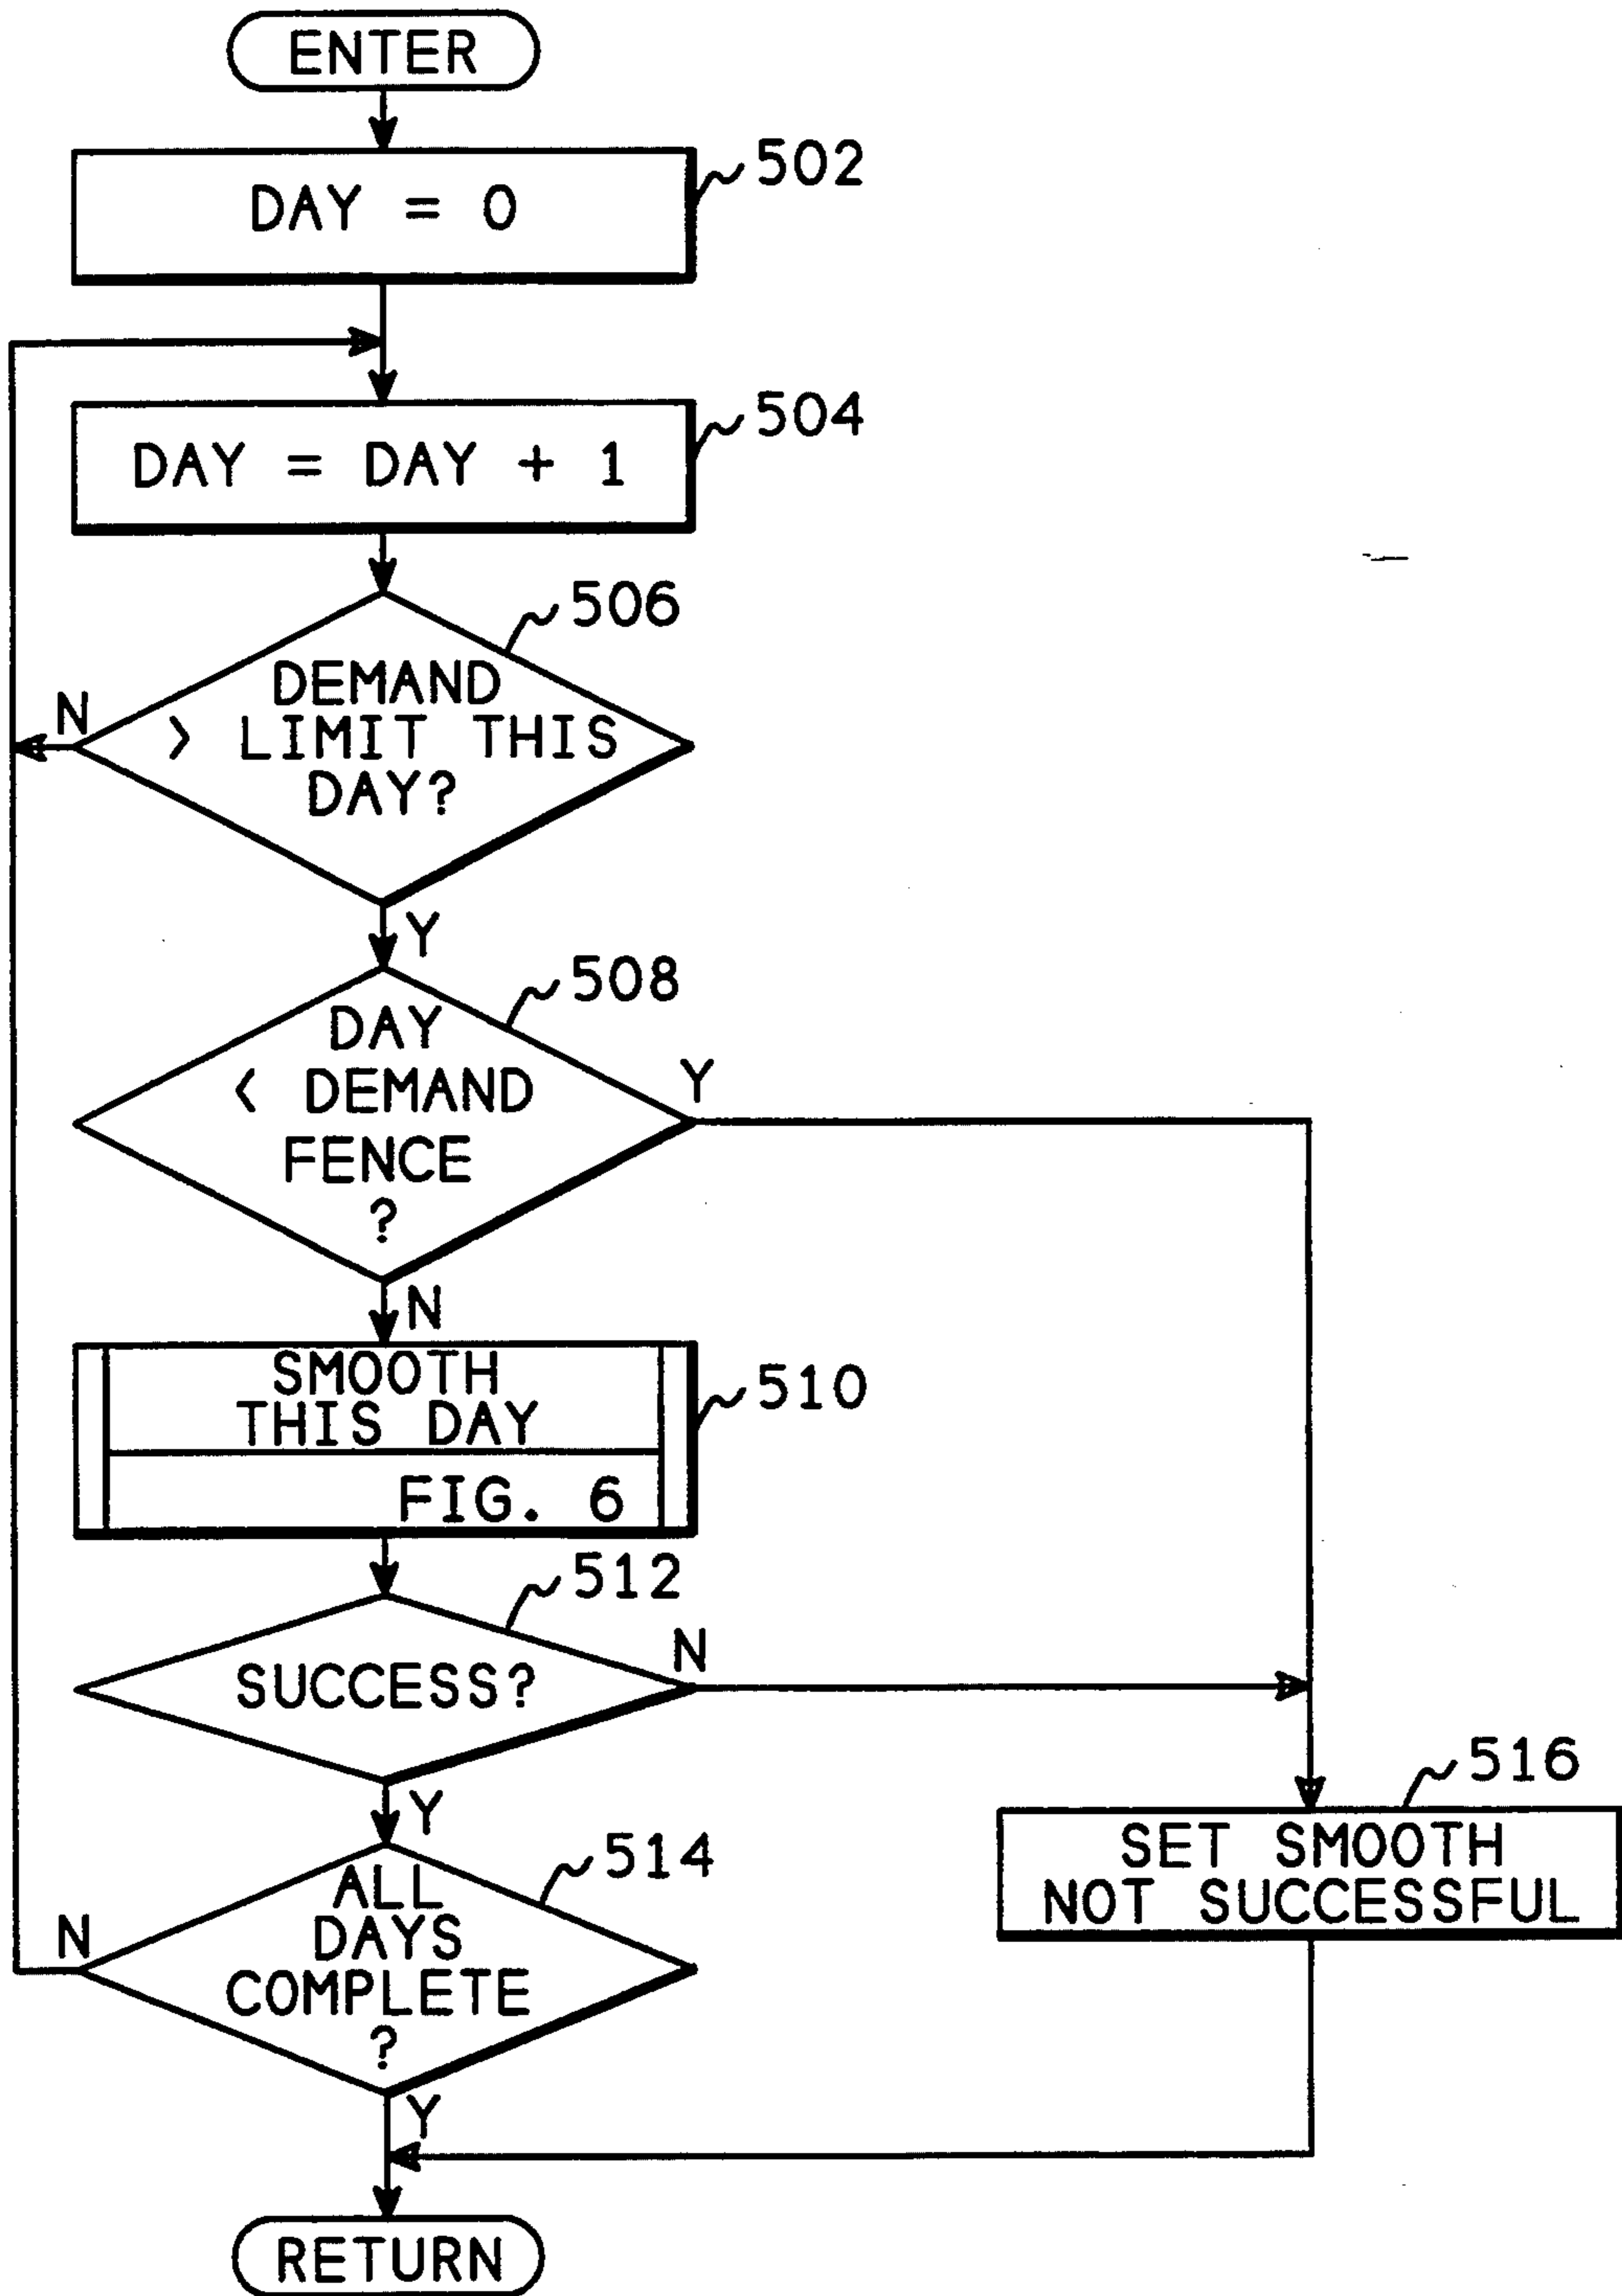 ENTER
502
DAY = 0
504
DAY = DAY + 1
506
DEMAND
N
> LIMIT THIS
DAY?
Y
508
DAY
Y
< DEMAND
FENCE
?
N
SMOOTH
510
THIS DAY
FIG. 6
512
N
SUCCESS?
516
Y
SET SMOOTH
NOT SUCCESSFUL
514
ALL
N
DAYS
COMPLETE
?
Y
RETURN